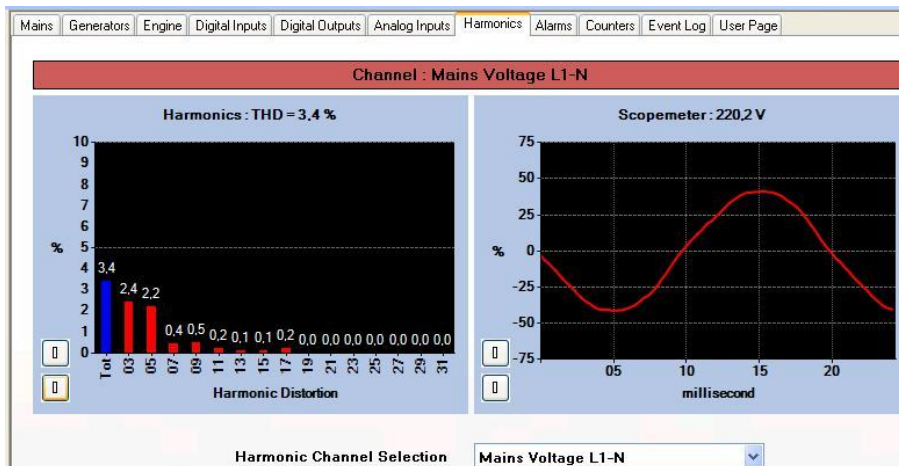 Mains Generators Engine Digital Inputs Digital Outputs Analog Inputs Harmonics Alarms Counters Event Log User Page
Channel : Mains Voltage L1-N
Harmonics : THD = 3,4 %
10
9
8
7
6
5
4
3
2
1
0
%
3,4 2,4 2,2 0,4 0,5 0,2 0,1 0,1 0,2 0,0 0,0 0,0 0,0 0,0 0,0 0,0
Tot 03 05 07 09 11 13 15 17 19 21 23 25 27 29 31
Harmonic Distortion
Scopemeter : 220,2 V
75
50
25
0
-25
-50
-75
%
05 10 15 20
millisecond
Harmonic Channel Selection Mains Voltage L1-N